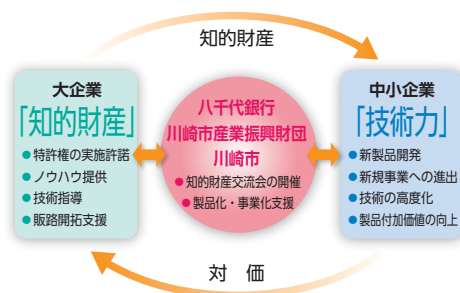 知的財産
大企業
「知的財産」
● 特許権の実施許諾
● ノウハウ提供
● 技術指導
● 販路開拓支援
八千代銀行
川崎市産業振興財団
川崎市
● 知的財産交流会の開催
● 製品化・事業化支援
中小企業
「技術力」
● 新製品開発
● 新規事業への進出
● 技術の高度化
● 製品付加価値の向上
対 価